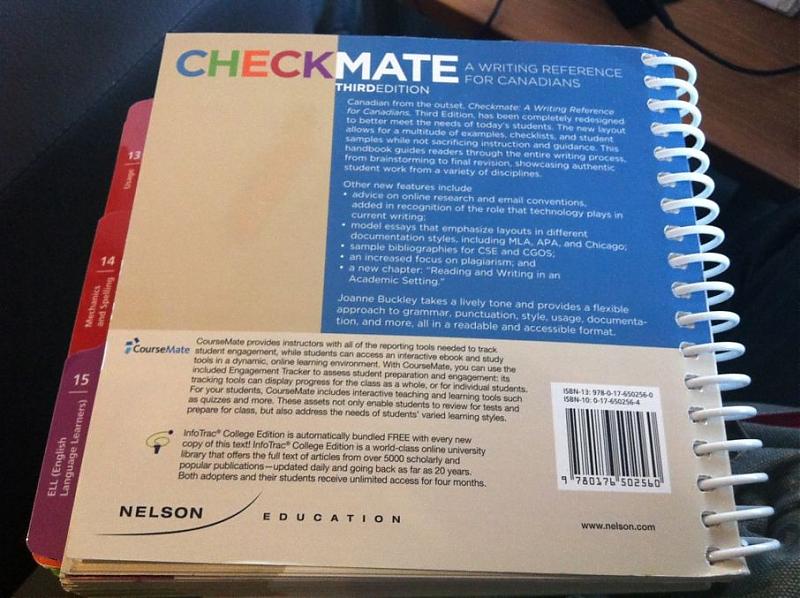 CHECKMATE
A WRITING REFERENCE
FOR CANADIANS
THIRDEDITION
Canadian from the outset, Checkmate: A Writing Reference
for Canadians, Third Edition, has been completely redesigned
to better meet the needs of today's students. The new layout
allows for a multitude of examples, checklists, and student
samples while not sacrificing instruction and guidance. This
handbook guides readers through the entire writing process,
from brainstorming to final revision, showcasing authentic
student work from a variety of disciplines.
Other new features include
• advice on online research and email conventions,
added in recognition of the role that technology plays in
current writing;
• model essays that emphasize layouts in different
documentation styles, including MLA, APA, and Chicago;
• sample bibliographies for CSE and CGOS;
• an increased focus on plagiarism; and
• a new chapter: "Reading and Writing in an
Academic Setting."
Joanne Buckley takes a lively tone and provides a flexible
approach to grammar, punctuation, style, usage, documenta-
tion, and more, all in a readable and accessible format.
CourseMate
CourseMate provides instructors with all of the reporting tools needed to track
student engagement, while students can access an interactive ebook and study
tools in a dynamic, online learning environment. With CourseMate, you can use the
included Engagement Tracker to assess student preparation and engagement: its
tracking tools can display progress for the class as a whole, or for individual students.
For your students, CourseMate includes interactive teaching and learning tools such
as quizzes and more. These assets not only enable students to review for tests and
prepare for class, but also address the needs of students' varied learning styles.
InfoTrac® College Edition is automatically bundled FREE with every new
copy of this text! InfoTrac® College Edition is a world-class online university
library that offers the full text of articles from over 5000 scholarly and
popular publications—updated daily and going back as far as 20 years.
Both adopters and their students receive unlimited access for four months.
ISBN-13: 978-0-17-650256-0
ISBN-10: 0-17-650256-4
9 780176 502560
NELSON EDUCATION
www.nelson.com
13
Usage
14
Mechanics
and Spelling
15
ELL (English
Language Learners)